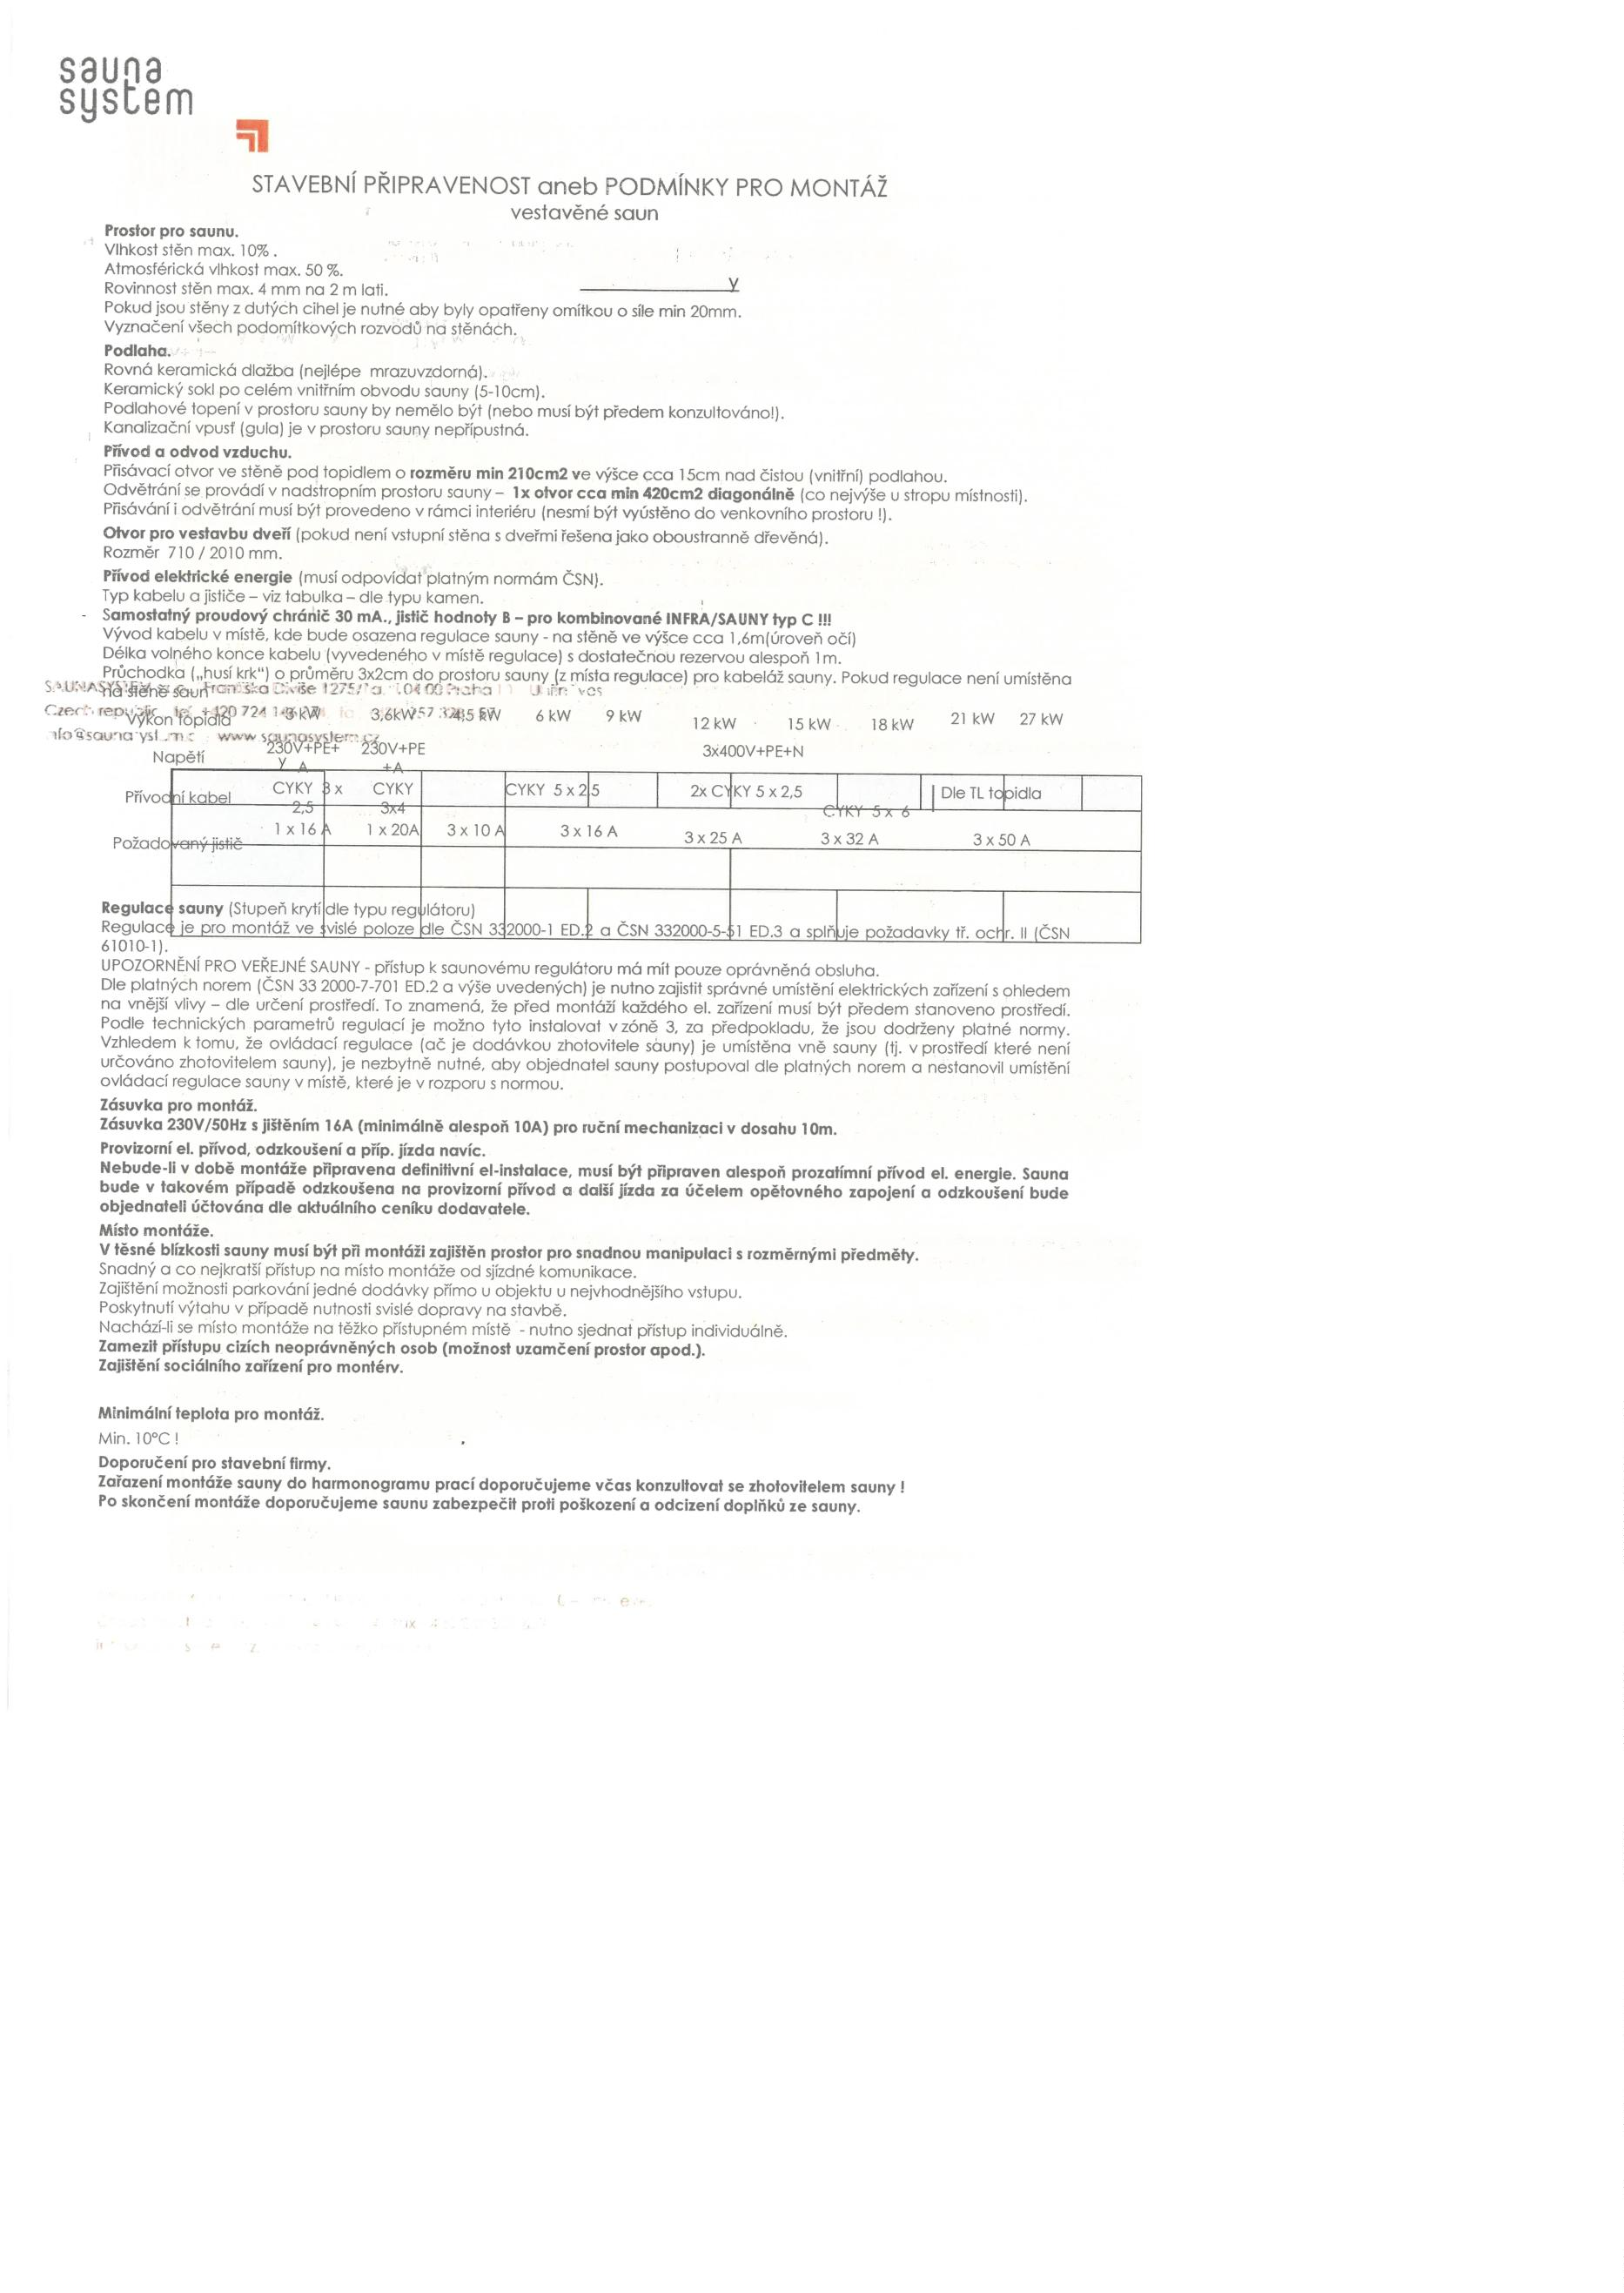 sauna
system
STAVEBNÍ PŘIPRAVENOST aneb PODMÍNKY PRO MONTÁŽ
vestavěné saun
Prostor pro saunu.
Vlhkost stěn max. 10% .
Atmosférická vlhkost max. 50 %.
Rovinnost stěn max. 4 mm na 2 m lati.
y
Pokud jsou stěny z dutých cihel je nutné aby byly opatřeny omítkou o síle min 20mm.
Vyznačení všech podomítkových rozvodů na stěnách.
Podlaha.
Rovná keramická dlažba (nejlépe mrazuvzdorná).
Keramický sokl po celém vnitřním obvodu sauny (5-10cm).
Podlahové topení v prostoru sauny by nemělo být (nebo musí být předem konzultováno!).
Kanalizační vpusť (gula) je v prostoru sauny nepřípustná.
Přívod a odvod vzduchu.
Přisávací otvor ve stěně pod topidlem o rozměru min 210cm2 ve výšce cca 15cm nad čistou (vnitřní) podlahou.
Odvětrání se provádí v nadstropním prostoru sauny – 1x otvor cca min 420cm2 diagonálně (co nejvýše u stropu místnosti).
Přisávání i odvětrání musí být provedeno v rámci interiéru (nesmí být vyústěno do venkovního prostoru !).
Otvor pro vestavbu dveří (pokud není vstupní stěna s dveřmi řešena jako oboustranně dřevěná).
Rozměr 710 / 2010 mm.
Přívod elektrické energie (musí odpovídat platným normám ČSN).
Typ kabelu a jističe – viz tabulka – dle typu kamen.
- Samostatný proudový chránič 30 mA., jistič hodnoty B – pro kombinované INFRA/SAUNY typ C !!!
Vývod kabelu v místě, kde bude osazena regulace sauny - na stěně ve výšce cca 1,6m(úroveň očí)
Délka volného konce kabelu (vyvedeného v místě regulace) s dostatečnou rezervou alespoň 1m.
Průchodka („husí krk“) o průměru 3x2cm do prostoru sauny (z místa regulace) pro kabeláž sauny. Pokud regulace není umístěna
na stěně saun
Výkon topidla 3 kW 3,6kW 4,5 kW 6 kW 9 kW 12 kW 15 kW 18 kW 21 kW 27 kW
www saunasystem.cz
Napětí 230V+PE+ 230V+PE 3x400V+PE+N
y A +A
Přívodní kabel CYKY 3 x 2,5 CYKY 3x4 CYKY 5 x 2,5 2x CYKY 5 x 2,5 CYKY 5 x 6 Dle TL topidla
Požadovaný jistič 1 x 16 A 1 x 20A 3 x 10 A 3 x 16 A 3 x 25 A 3 x 32 A 3 x 50 A
Regulace sauny (Stupeň krytí dle typu regulátoru)
Regulace je pro montáž ve svislé poloze dle ČSN 332000-1 ED.2 a ČSN 332000-5-51 ED.3 a splňuje požadavky tř. ochr. II (ČSN
61010-1).
UPOZORNĚNÍ PRO VEŘEJNÉ SAUNY - přístup k saunovému regulátoru má mít pouze oprávněná obsluha.
Dle platných norem (ČSN 33 2000-7-701 ED.2 a výše uvedených) je nutno zajistit správné umístění elektrických zařízení s ohledem
na vnější vlivy – dle určení prostředí. To znamená, že před montáží každého el. zařízení musí být předem stanoveno prostředí.
Podle technických parametrů regulací je možno tyto instalovat v zóně 3, za předpokladu, že jsou dodrženy platné normy.
Vzhledem k tomu, že ovládací regulace (ač je dodávkou zhotovitele sauny) je umístěna vně sauny (tj. v prostředí které není
určováno zhotovitelem sauny), je nezbytně nutné, aby objednatel sauny postupoval dle platných norem a nestanovil umístění
ovládací regulace sauny v místě, které je v rozporu s normou.
Zásuvka pro montáž.
Zásuvka 230V/50Hz s jištěním 16A (minimálně alespoň 10A) pro ruční mechanizaci v dosahu 10m.
Provizorní el. přívod, odzkoušení a příp. jízda navíc.
Nebude-li v době montáže připravena definitivní el-instalace, musí být připraven alespoň prozatímní přívod el. energie. Sauna
bude v takovém případě odzkoušena na provizorní přívod a další jízda za účelem opětovného zapojení a odzkoušení bude
objednateli účtována dle aktuálního ceníku dodavatele.
Místo montáže.
V těsné blízkosti sauny musí být při montáži zajištěn prostor pro snadnou manipulaci s rozměrnými předměty.
Snadný a co nejkratší přístup na místo montáže od sjízdné komunikace.
Zajištění možnosti parkování jedné dodávky přímo u objektu u nejvhodnějšího vstupu.
Poskytnutí výtahu v případě nutnosti svislé dopravy na stavbě.
Nachází-li se místo montáže na těžko přístupném místě - nutno sjednat přístup individuálně.
Zamezit přístupu cizích neoprávněných osob (možnost uzamčení prostor apod.).
Zajištění sociálního zařízení pro montéry.
Minimální teplota pro montáž.
Min. 10°C !
Doporučení pro stavební firmy.
Zařazení montáže sauny do harmonogramu prací doporučujeme včas konzultovat se zhotovitelem sauny !
Po skončení montáže doporučujeme saunu zabezpečit proti poškození a odcizení doplňků ze sauny.